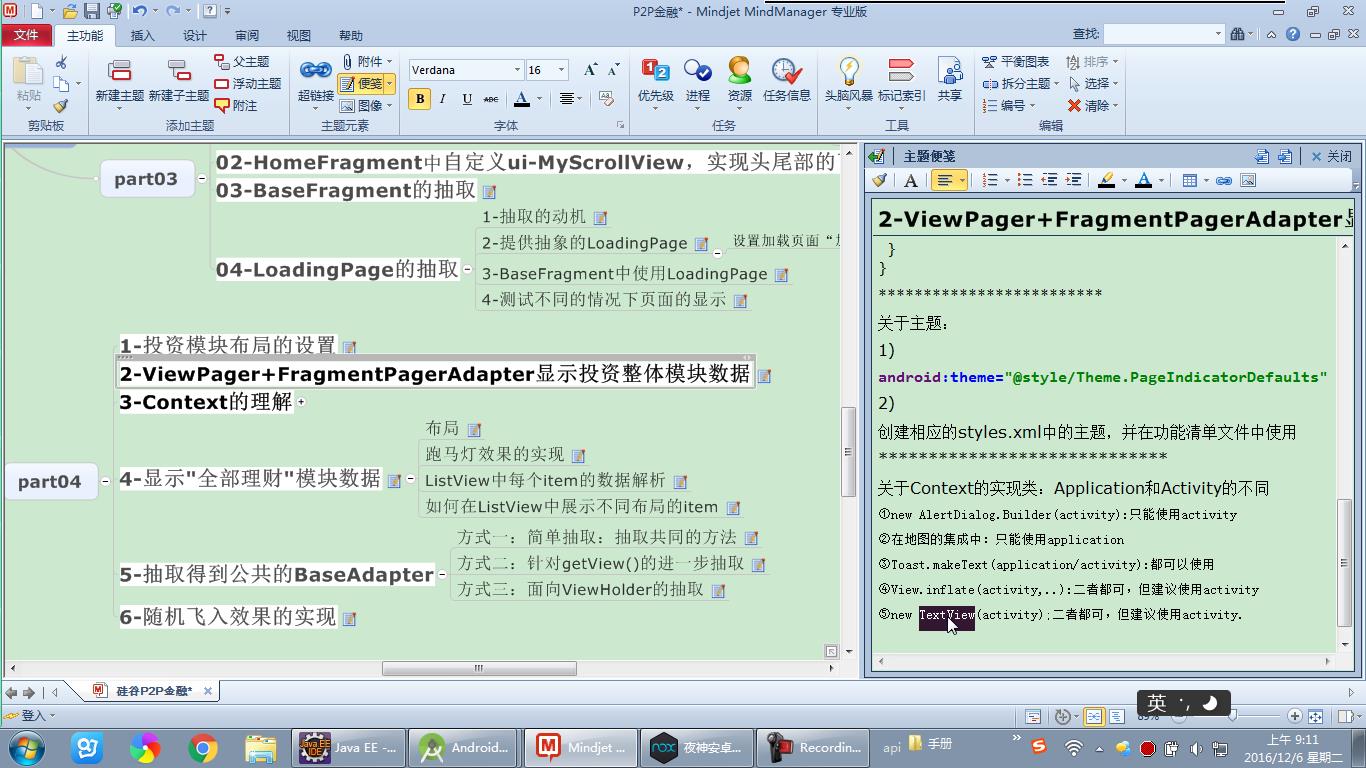 P2P金融* - Mindjet MindManager 专业版
文件 主功能 插入 设计 审阅 视图 帮助 查找:
粘贴 新建主题 新建子主题 父主题 浮动主题 附注 超链接 附件 便笺 图像
Verdana 16
B I U ABC A
优先级 进程 资源 任务信息 头脑风暴 标记索引 共享 平衡图表 拆分主题 编号 排序 选择 清除
剪贴板 添加主题 主题元素 字体 任务 工具 编辑
part03
02-HomeFragment中自定义ui-MyScrollView，实现头尾部的
03-BaseFragment的抽取
04-LoadingPage的抽取
1-抽取的动机
2-提供抽象的LoadingPage
设置加载页面“
3-BaseFragment中使用LoadingPage
4-测试不同的情况下页面的显示
part04
1-投资模块布局的设置
2-ViewPager+FragmentPagerAdapter显示投资整体模块数据
3-Context的理解
4-显示"全部理财"模块数据
布局
跑马灯效果的实现
ListView中每个item的数据解析
如何在ListView中展示不同布局的item
5-抽取得到公共的BaseAdapter
方式一：简单抽取：抽取共同的方法
方式二：针对getView()的进一步抽取
方式三：面向ViewHolder的抽取
6-随机飞入效果的实现
主题便笺 关闭
2-ViewPager+FragmentPagerAdapter
}
}
*************************
关于主题：
1)
android:theme="@style/Theme.PageIndicatorDefaults"
2)
创建相应的styles.xml中的主题，并在功能清单文件中使用
*****************************
关于Context的实现类：Application和Activity的不同
①new AlertDialog.Builder(activity):只能使用activity
②在地图的集成中：只能使用application
③Toast.makeText(application/activity):都可以使用
④View.inflate(activity,..):二者都可，但建议使用activity
⑤new TextView(activity);二者都可，但建议使用activity.
硅谷P2P金融*
登入
英
89%
Java EE -... Android... Mindjet ... 夜神安卓... Recordin... api 手册
上午 9:11
2016/12/6 星期二